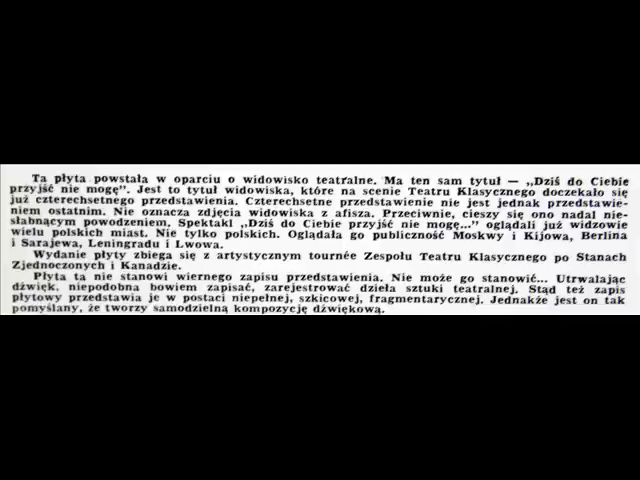 Ta płyta powstała w oparciu o widowisko teatralne. Ma ten sam tytuł — „Dziś do Ciebie
przyjść nie mogę”. Jest to tytuł widowiska, które na scenie Teatru Klasycznego doczekało się
już czterechsetnego przedstawienia. Czterechsetne przedstawienie nie jest jednak przedstawie-
niem ostatnim. Nie oznacza zdjęcia widowiska z afisza. Przeciwnie, cieszy się ono nadal nie-
słabnącym powodzeniem. Spektakl „Dziś do Ciebie przyjść nie mogę...” oglądali już widzowie
wielu polskich miast. Nie tylko polskich. Oglądała go publiczność Moskwy i Kijowa, Berlina
i Sarajewa, Leningradu i Lwowa.
Wydanie płyty zbiega się z artystycznym tournée Zespołu Teatru Klasycznego po Stanach
Zjednoczonych i Kanadzie.
Płyta ta nie stanowi wiernego zapisu przedstawienia. Nie może go stanowić... Utrwalając
dźwięk, niepodobna bowiem zapisać, zarejestrować dzieła sztuki teatralnej. Stąd też zapis
płytowy przedstawia je w postaci niepełnej, szkicowej, fragmentarycznej. Jednakże jest on tak
pomyślany, że tworzy samodzielną kompozycję dźwiękową.